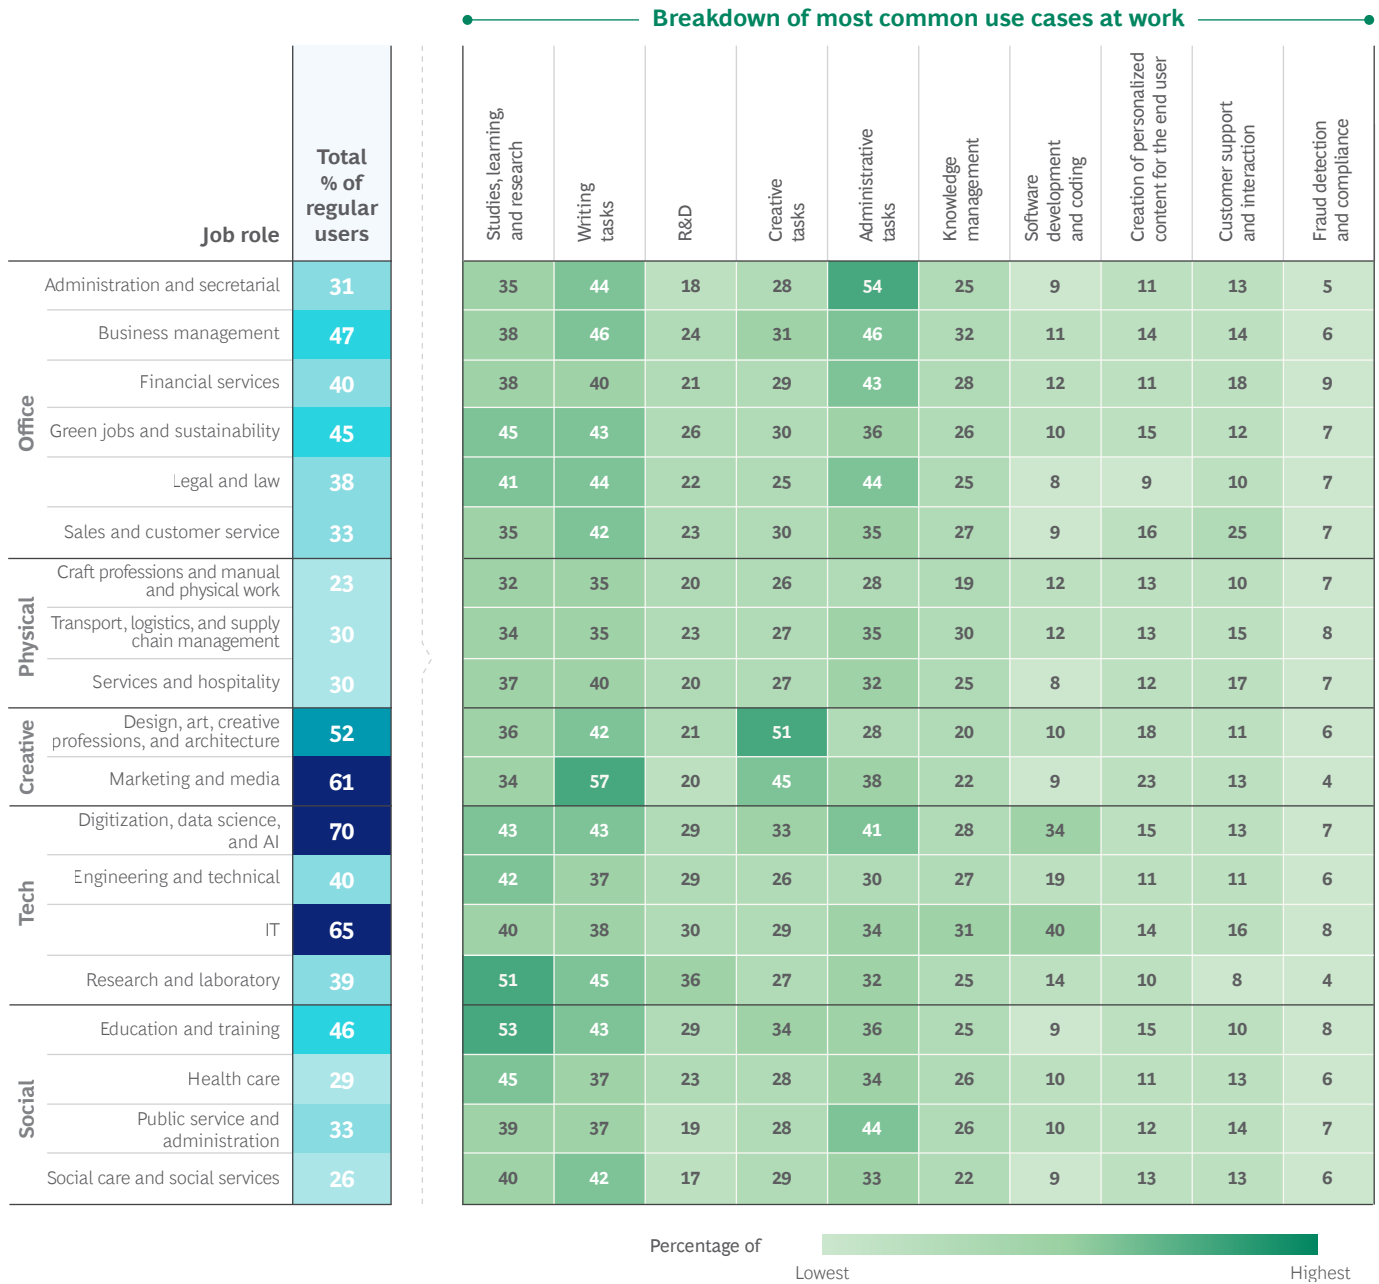 Breakdown of most common use cases at work
Job role
Total
% of
regular
users
Studies, learning,
and research
Writing
tasks
R&D
Creative
tasks
Administrative
tasks
Knowledge
management
Software
development
and coding
Creation of personalized
content for the end user
Customer support
and interaction
Fraud detection
and compliance
Office
Administration and secretarial 31 35 44 18 28 54 25 9 11 13 5
Business management 47 38 46 24 31 46 32 11 14 14 6
Financial services 40 38 40 21 29 43 28 12 11 18 9
Green jobs and sustainability 45 45 43 26 30 36 26 10 15 12 7
Legal and law 38 41 44 22 25 44 25 8 9 10 7
Sales and customer service 33 35 42 23 30 35 27 9 16 25 7
Physical
Craft professions and manual
and physical work 23 32 35 20 26 28 19 12 13 10 7
Transport, logistics, and supply
chain management 30 34 35 23 27 35 30 12 13 15 8
Services and hospitality 30 37 40 20 27 32 25 8 12 17 7
Creative
Design, art, creative
professions, and architecture 52 36 42 21 51 28 20 10 18 11 6
Marketing and media 61 34 57 20 45 38 22 9 23 13 4
Tech
Digitization, data science,
and AI 70 43 43 29 33 41 28 34 15 13 7
Engineering and technical 40 42 37 29 26 30 27 19 11 11 6
IT 65 40 38 30 29 34 31 40 14 16 8
Research and laboratory 39 51 45 36 27 32 25 14 10 8 4
Social
Education and training 46 53 43 29 34 36 25 9 15 10 8
Health care 29 45 37 23 28 34 26 10 11 13 6
Public service and
administration 33 39 37 19 28 44 26 10 12 14 7
Social care and social services 26 40 42 17 29 33 22 9 13 13 6
Percentage of
Lowest
Highest